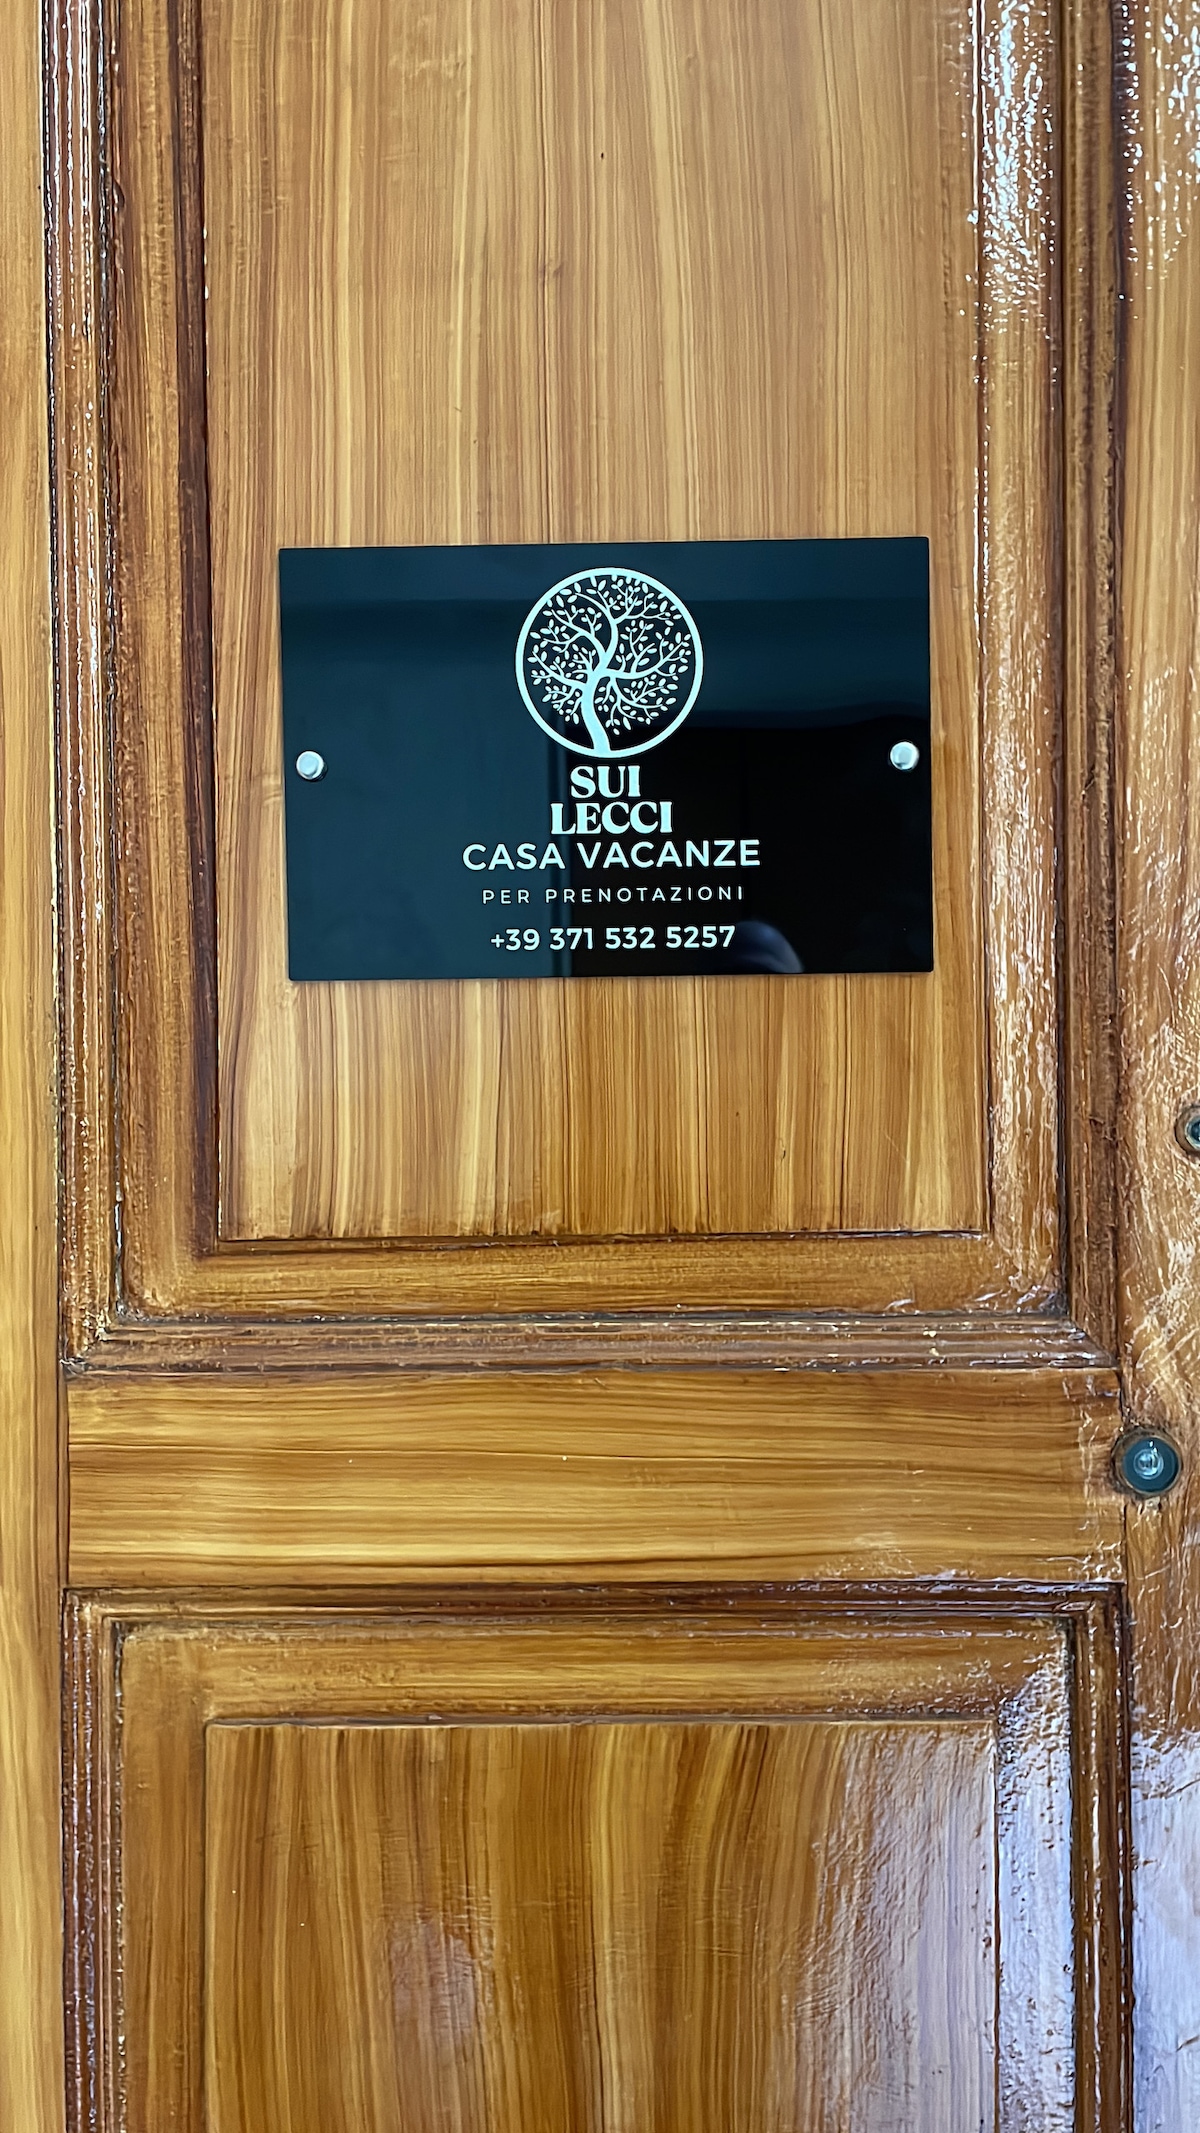 SUI
LECCI
CASA VACANZE
PER PRENOTAZIONI
+39 371 532 5257